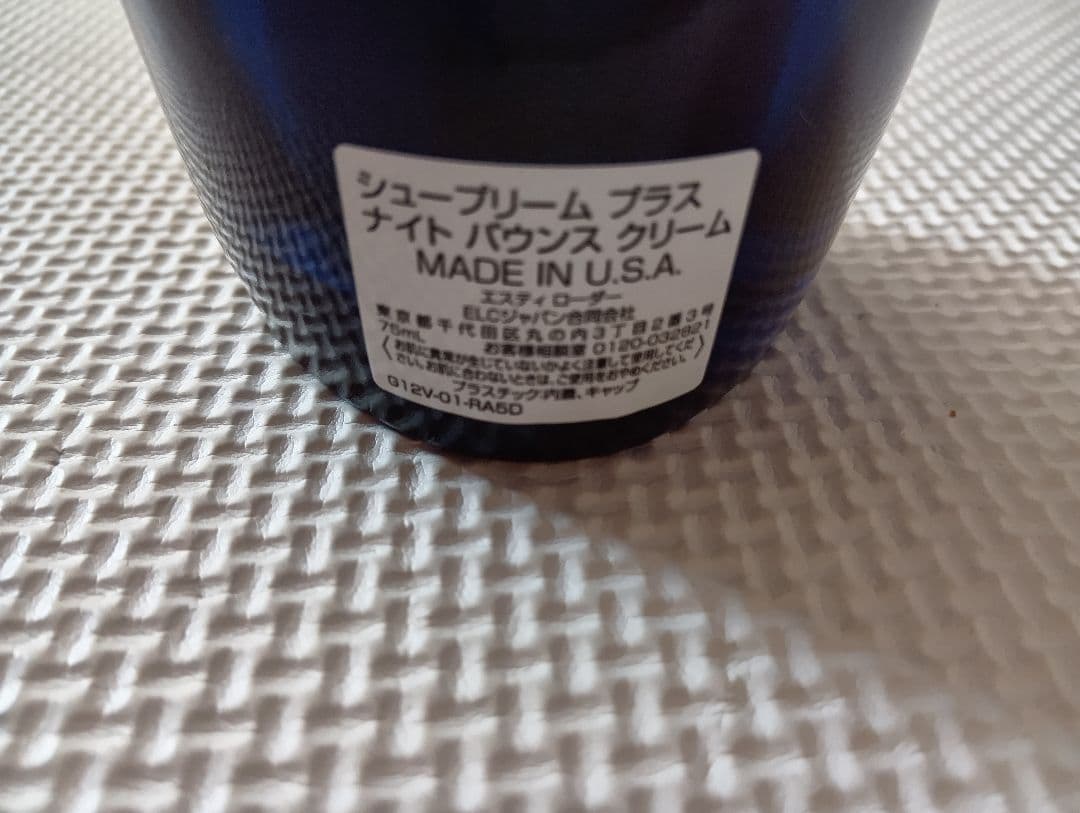 シュープリーム プラス
ナイト バウンス クリーム
MADE IN U.S.A.
エスティ ローダー
ELCジャパン合同会社
東京都千代田区丸の内3丁目2番3号
75mL お客様相談室 0120-032821
〈お肌に異常が生じていないかよく注意して使用してくだ
さい。お肌に合わないときは、ご使用をおやめください。〉
プラスチック:内蓋、キャップ
G12V-01-RA5D